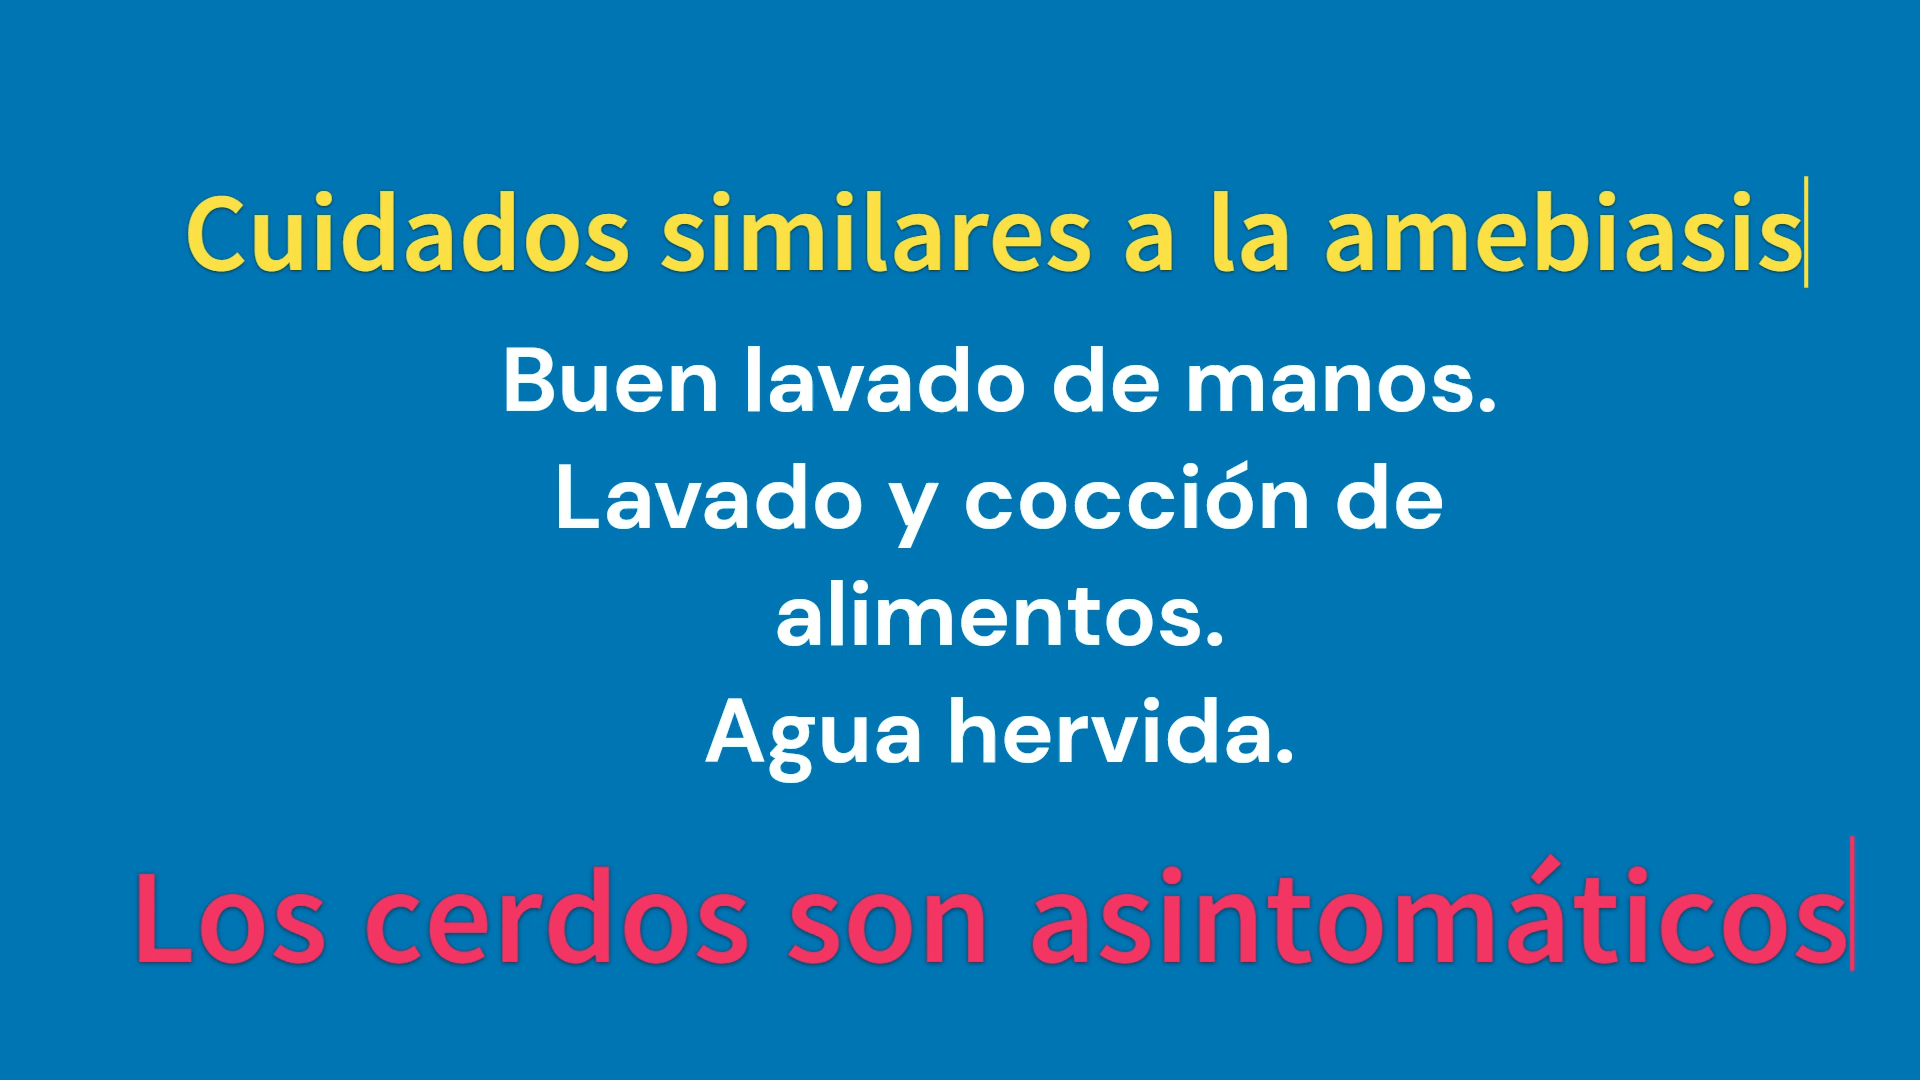 Cuidados similares a la amebiasis
Buen lavado de manos.
Lavado y cocción de
alimentos.
Agua hervida.
Los cerdos son asintomáticos